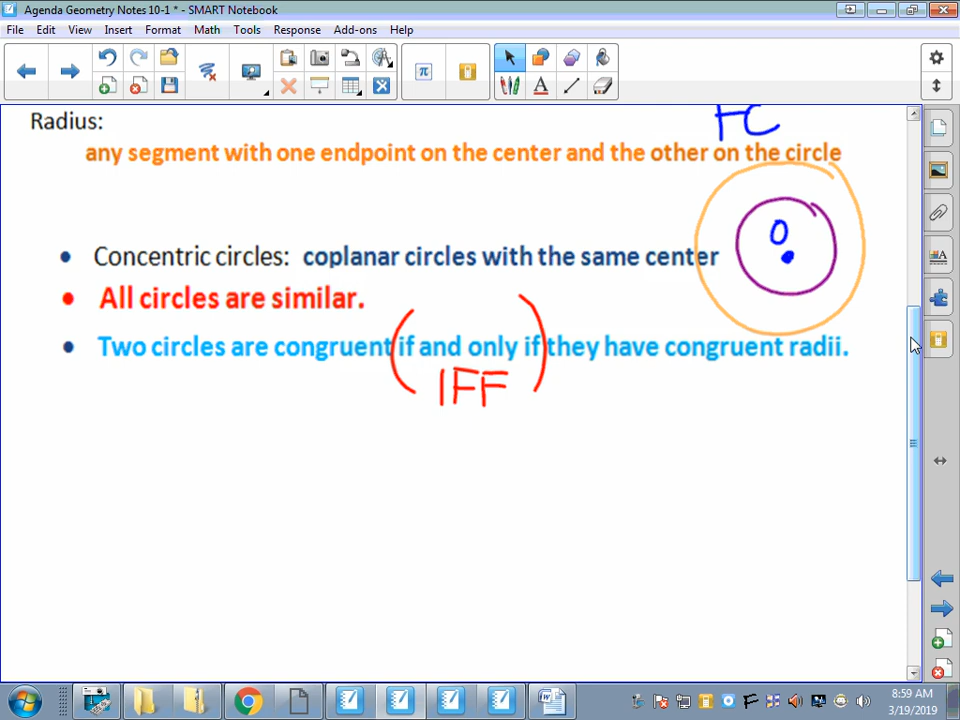 Agenda Geometry Notes 10-1 * - SMART Notebook
File Edit View Insert Format Math Tools Response Add-ons Help
Radius:
any segment with one endpoint on the center and the other on the circle
Concentric circles: coplanar circles with the same center
O
• All circles are similar.
• Two circles are congruent (if and only if) they have congruent radii.
IFF
8:59 AM
3/19/2019